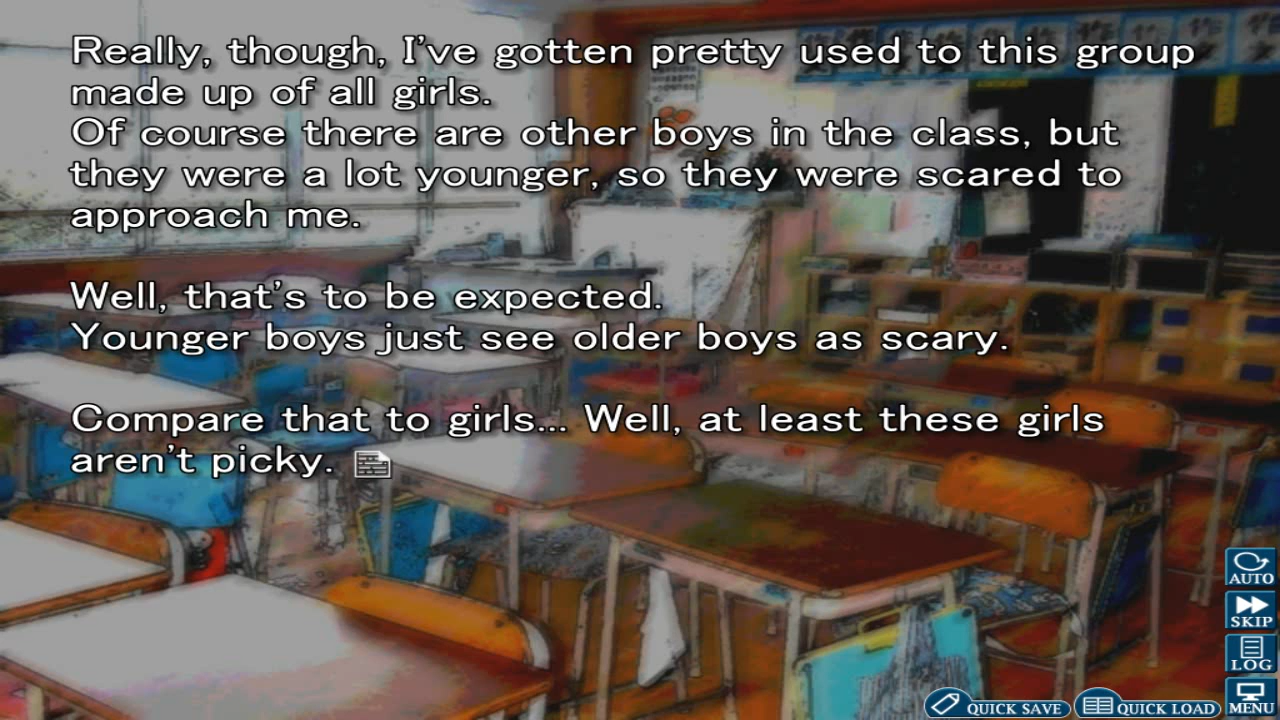 Really, though, I've gotten pretty used to this group
made up of all girls.
Of course there are other boys in the class, but
they were a lot younger, so they were scared to
approach me.
Well, that's to be expected.
Younger boys just see older boys as scary.
Compare that to girls... Well, at least these girls
aren't picky.
AUTO
SKIP
LOG
QUICK SAVE
QUICK LOAD
MENU